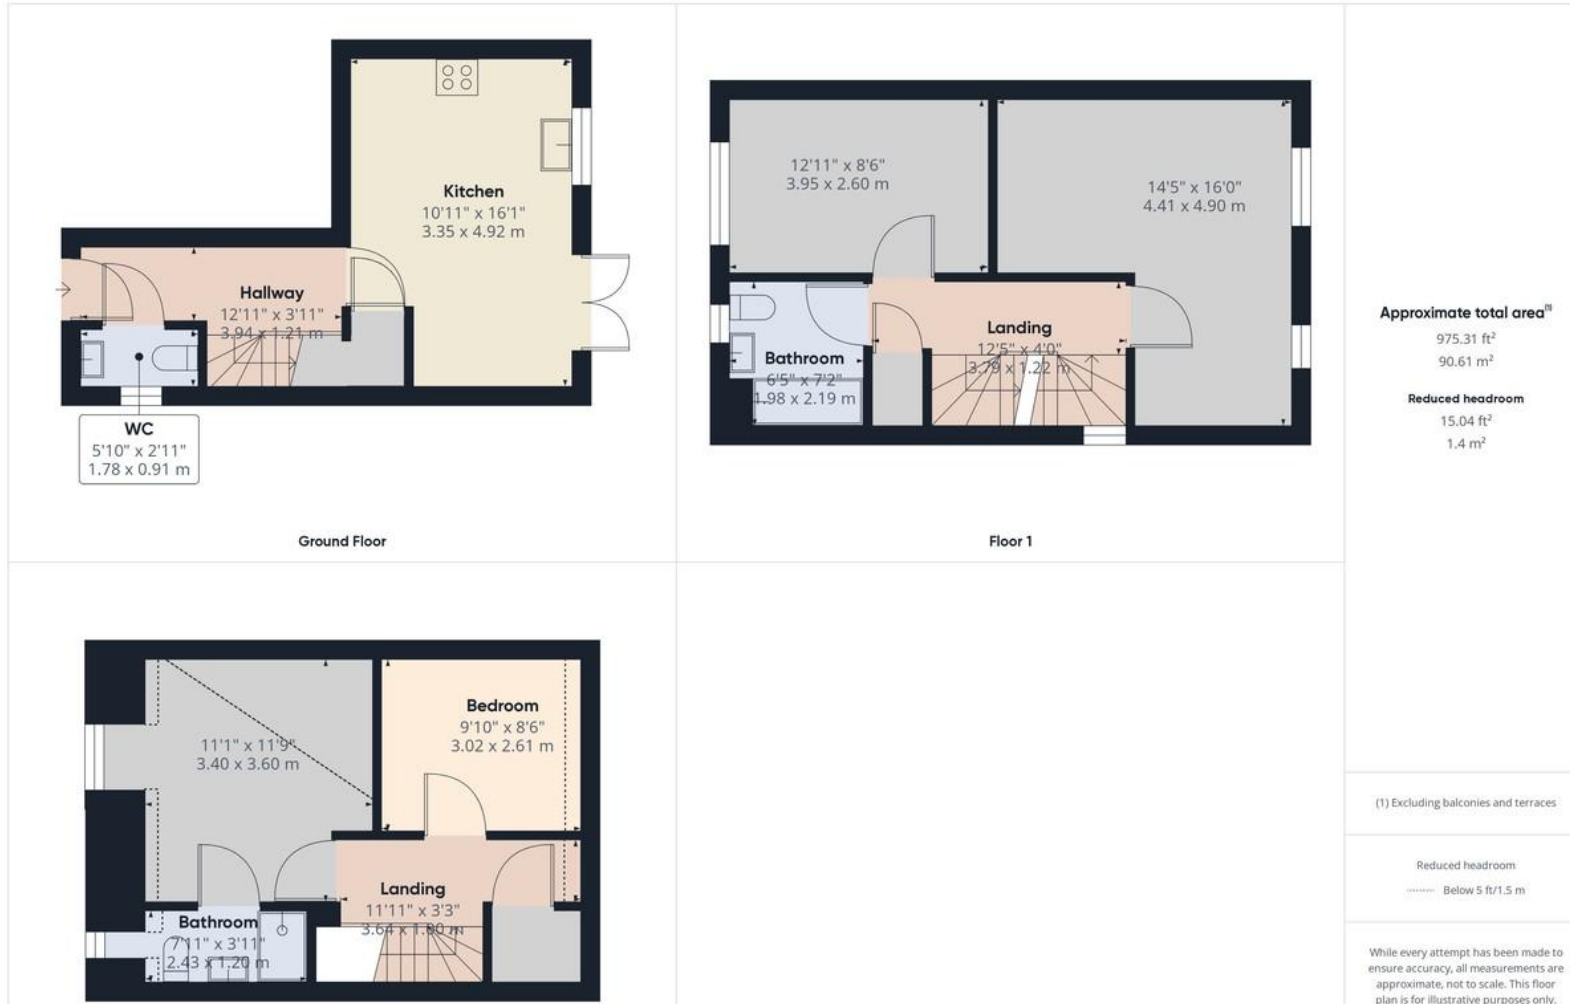 Kitchen
10'11" x 16'1"
3.35 x 4.92 m
Hallway
12'11" x 3'11"
3.94 x 1.21 m
WC
5'10" x 2'11"
1.78 x 0.91 m
Ground Floor
12'11" x 8'6"
3.95 x 2.60 m
14'5" x 16'0"
4.41 x 4.90 m
Landing
12'5" x 4'0"
3.79 x 1.22 m
Bathroom
6'5" x 7'2"
1.98 x 2.19 m
Floor 1
11'1" x 11'9"
3.40 x 3.60 m
Bedroom
9'10" x 8'6"
3.02 x 2.61 m
Landing
11'11" x 3'3"
3.64 x 1.00 m
Bathroom
7'11" x 3'11"
2.43 x 1.20 m
Approximate total area(1)
975.31 ft²
90.61 m²
Reduced headroom
15.04 ft²
1.4 m²
(1) Excluding balconies and terraces
Reduced headroom
Below 5 ft/1.5 m
While every attempt has been made to
ensure accuracy, all measurements are
approximate, not to scale. This floor
plan is for illustrative purposes only.